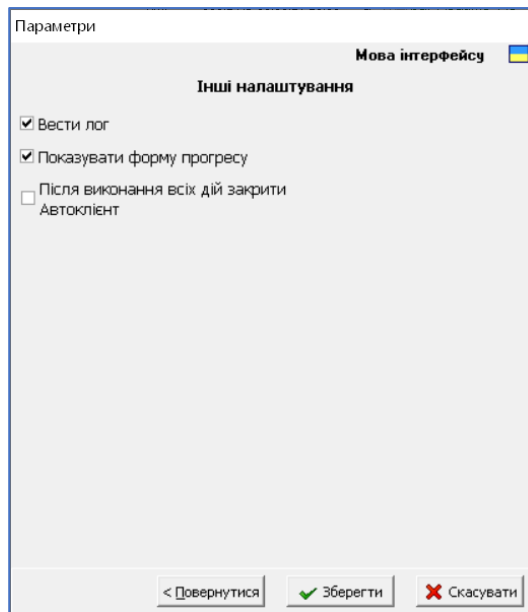 Параметри
Мова інтерфейсу
Інші налаштування
Вести лог
Показувати форму прогресу
Після виконання всіх дій закрити
Автоклієнт
< Повернутися
Зберегти
Скасувати